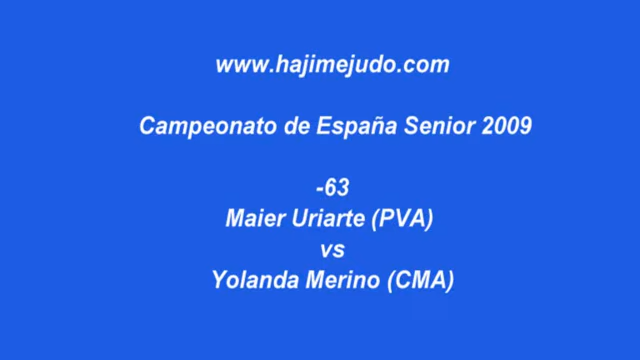 www.hajimejudo.com
Campeonato de España Senior 2009
-63
Maier Uriarte (PVA)
vs
Yolanda Merino (CMA)